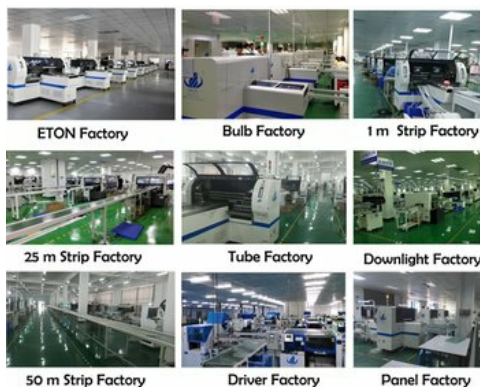 ETON Factory
Bulb Factory
1 m Strip Factory
25 m Strip Factory
Tube Factory
Downlight Factory
50 m Strip Factory
Driver Factory
Panel Factory